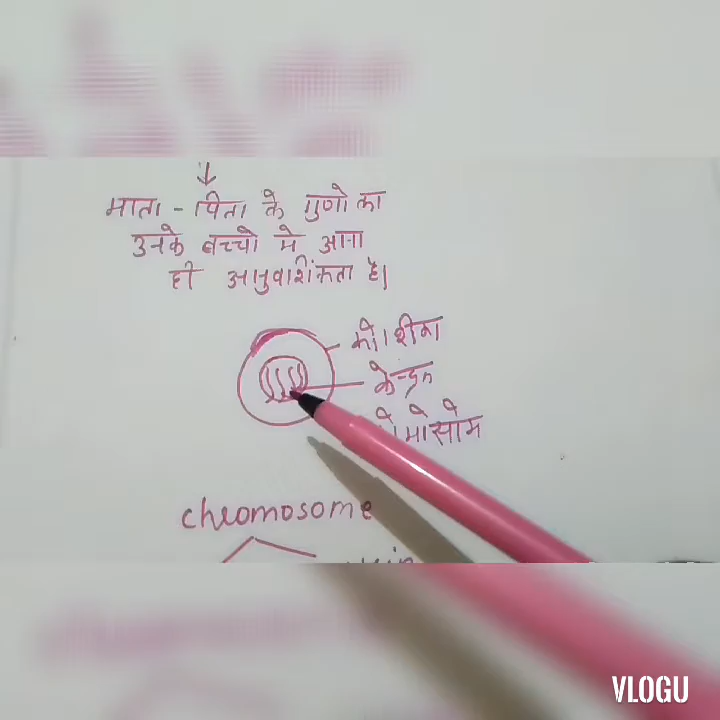 माता - पिता के गुणो का
उनके बच्चो मे आना
ही आनुवाशिंकता है।
कोशीका
केन्द्रक
मोसोम
chromosome
VLOGU